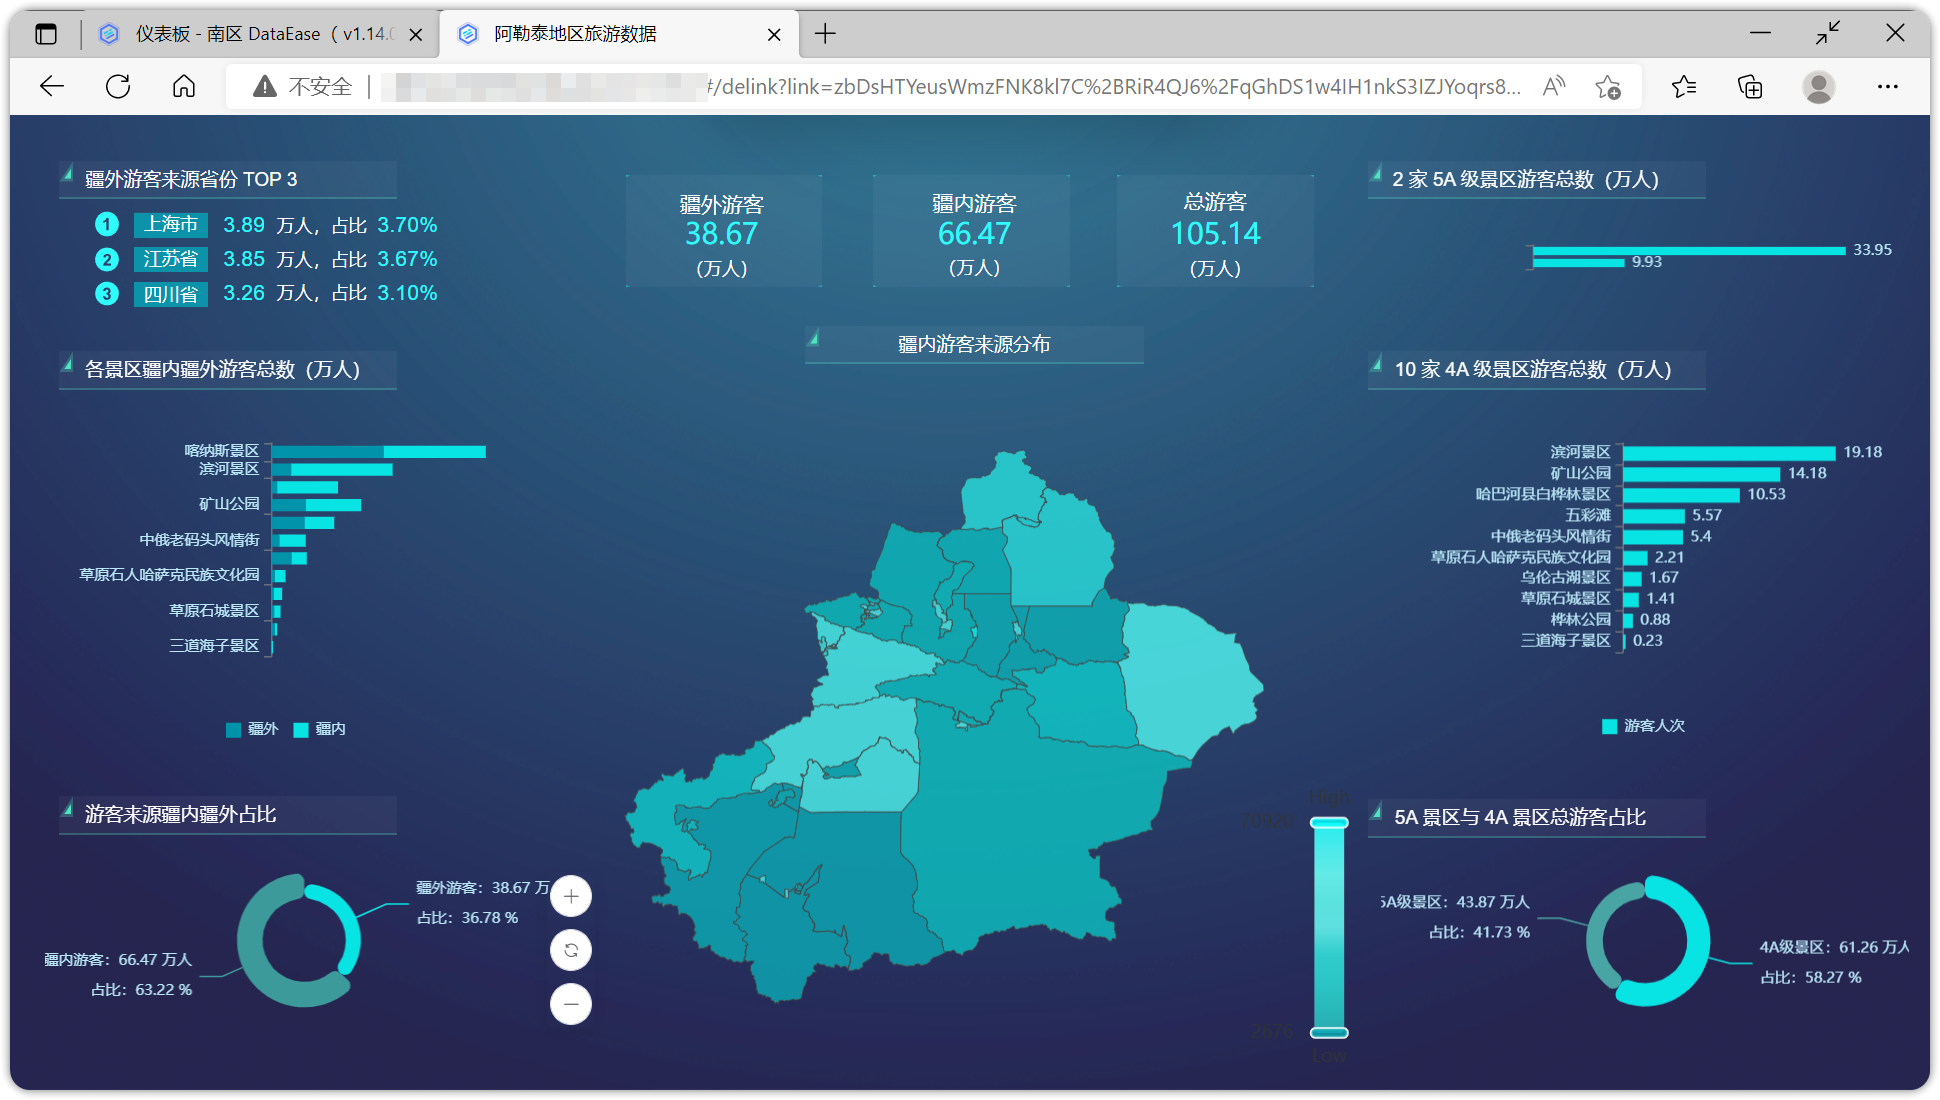 仪表板 - 南区 DataEase（ v1.14.0
阿勒泰地区旅游数据
不安全
#/delink?link=zbDsHTYeusWmzFNK8kl7C%2BRiR4QJ6%2FqGhDS1w4IH1nkS3IZJYoqrs8...
疆外游客来源省份 TOP 3
1 上海市 3.89 万人，占比 3.70%
2 江苏省 3.85 万人，占比 3.67%
3 四川省 3.26 万人，占比 3.10%
疆外游客
38.67
(万人)
疆内游客
66.47
(万人)
总游客
105.14
(万人)
2 家 5A 级景区游客总数（万人）
33.95
9.93
疆内游客来源分布
各景区疆内疆外游客总数（万人）
喀纳斯景区
滨河景区
矿山公园
中俄老码头风情街
草原石人哈萨克民族文化园
草原石城景区
三道海子景区
疆外 疆内
10 家 4A 级景区游客总数（万人）
滨河景区 19.18
矿山公园 14.18
哈巴河县白桦林景区 10.53
五彩滩 5.57
中俄老码头风情街 5.4
草原石人哈萨克民族文化园 2.21
乌伦古湖景区 1.67
草原石城景区 1.41
桦林公园 0.88
三道海子景区 0.23
游客人次
游客来源疆内疆外占比
疆外游客：38.67 万
占比：36.78 %
疆内游客：66.47 万人
占比：63.22 %
High
79920
2676
Low
5A 景区与 4A 景区总游客占比
5A级景区：43.87 万人
占比：41.73 %
4A级景区：61.26 万人
占比：58.27 %